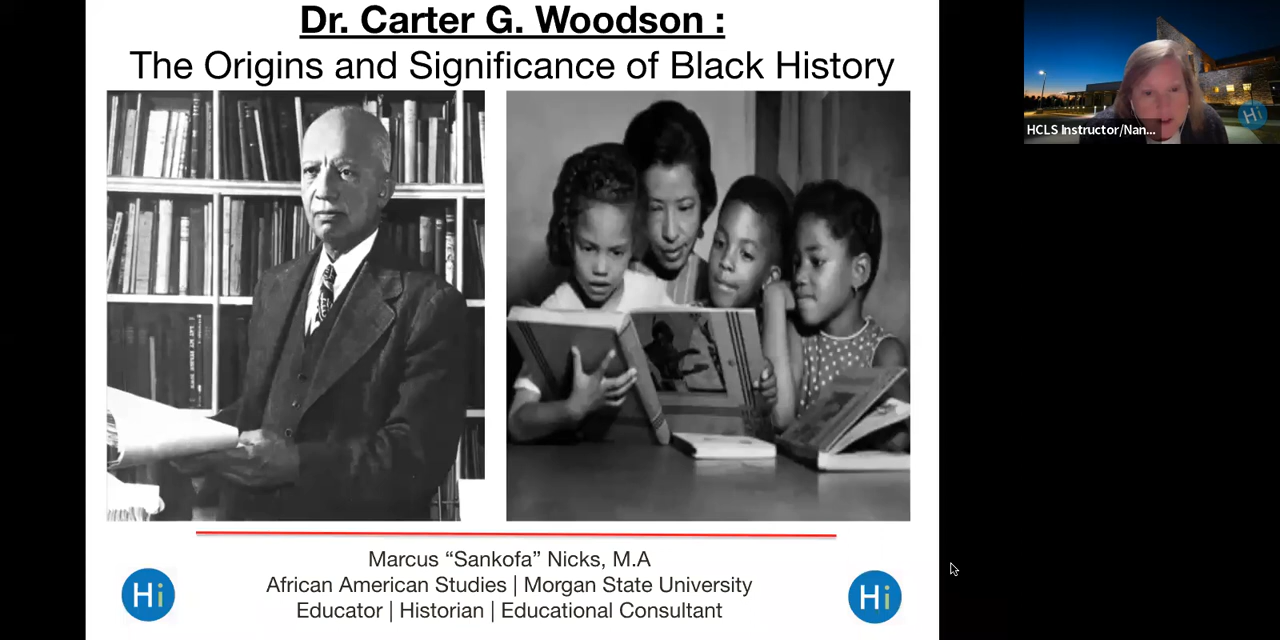 Dr. Carter G. Woodson :
The Origins and Significance of Black History
HCLS Instructor/Nan...
Hi
Marcus “Sankofa” Nicks, M.A
African American Studies | Morgan State University
Educator | Historian | Educational Consultant
Hi
Hi